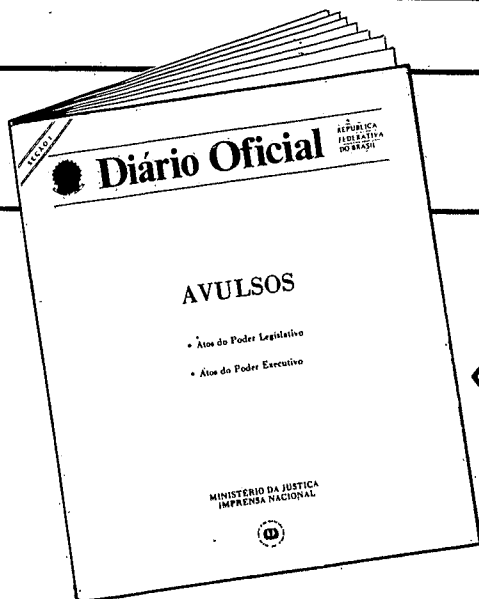 SEÇÃO I
Diário Oficial
REPÚBLICA
FEDERATIVA
DO BRASIL
AVULSOS
• Atos do Poder Legislativo
• Atos do Poder Executivo
MINISTÉRIO DA JUSTIÇA
IMPRENSA NACIONAL